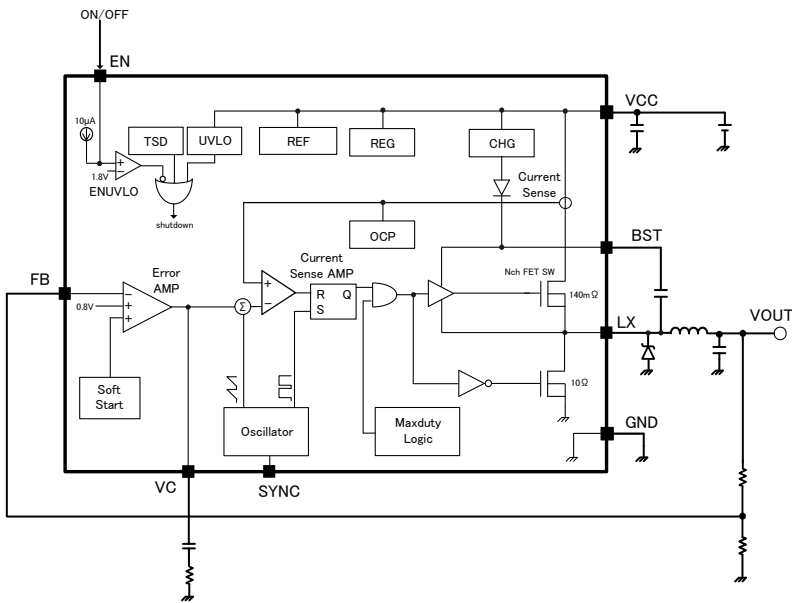 ON/OFF
EN
VCC
10μA
TSD
UVLO
REF
REG
CHG
1.8V
ENUVLO
shutdown
Current
Sense
OCP
BST
FB
Error
AMP
Current
Sense AMP
Nch FET SW
0.8V
Σ
R Q
S
140mΩ
LX
VOUT
Soft
Start
Oscillator
Maxduty
Logic
10Ω
GND
VC
SYNC